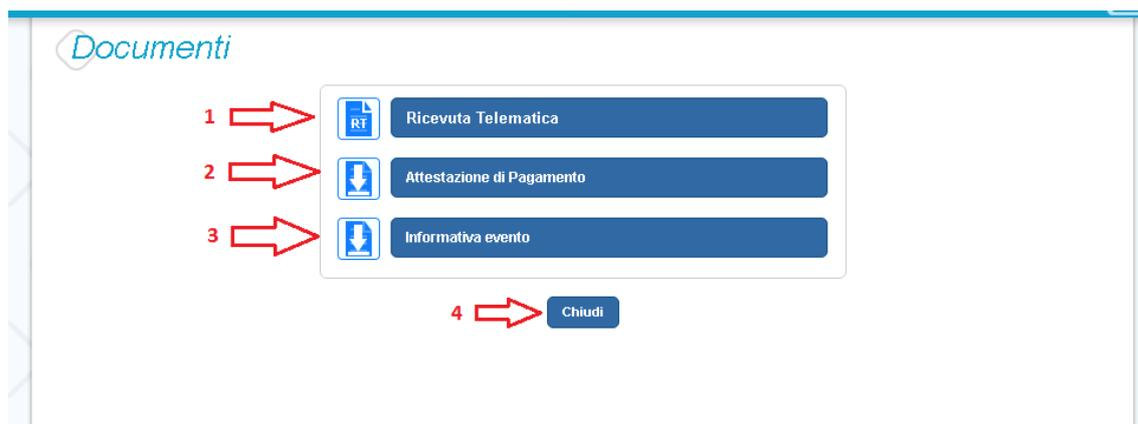 Documenti
1 RT Ricevuta Telematica
2 Attestazione di Pagamento
3 Informativa evento
4 Chiudi